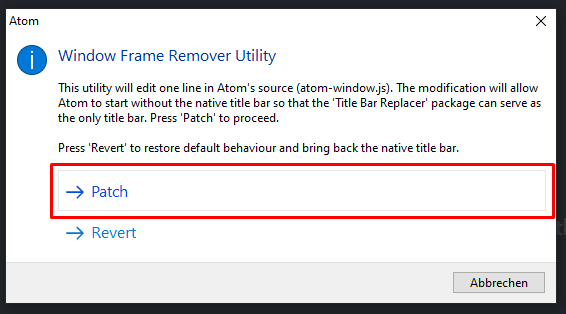 Atom
Window Frame Remover Utility
This utility will edit one line in Atom's source (atom-window.js). The modification will allow
Atom to start without the native title bar so that the 'Title Bar Replacer' package can serve as
the only title bar. Press 'Patch' to proceed.
Press 'Revert' to restore default behaviour and bring back the native title bar.
Patch
Revert
Abbrechen